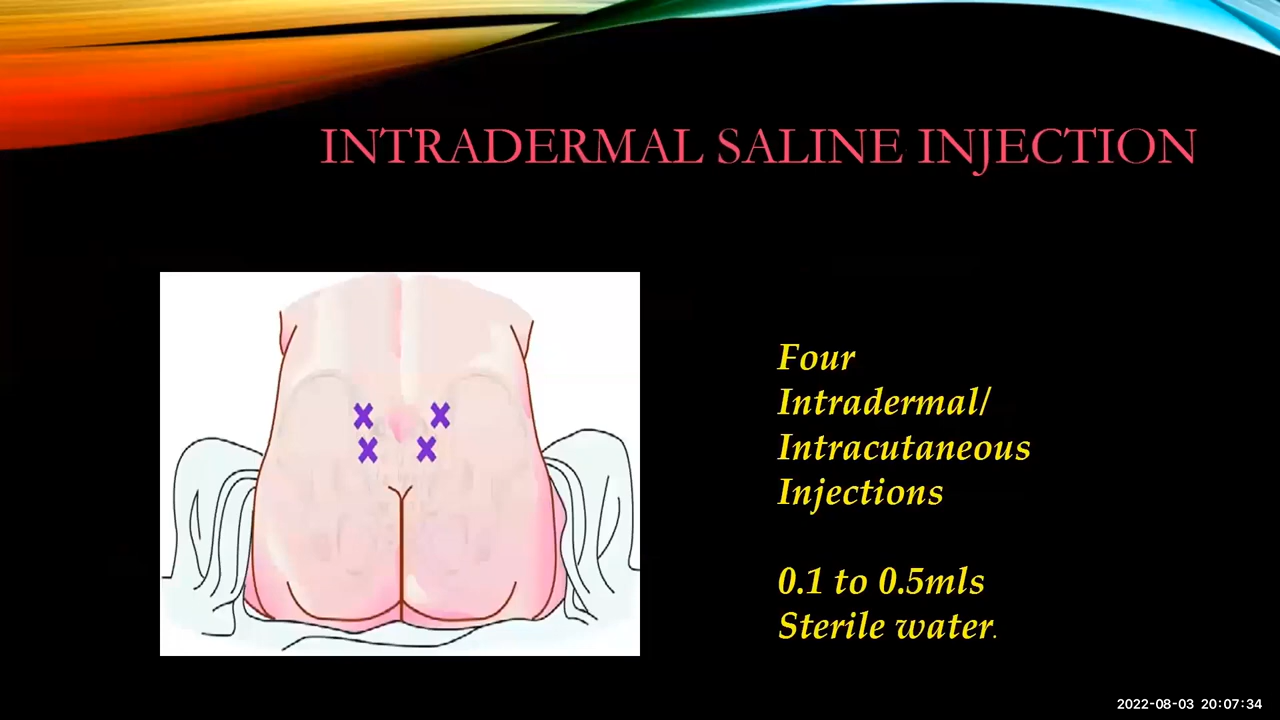 INTRADERMAL SALINE INJECTION
Four
Intradermal/
Intracutaneous
Injections
0.1 to 0.5mls
Sterile water.
2022-08-03 20:07:34